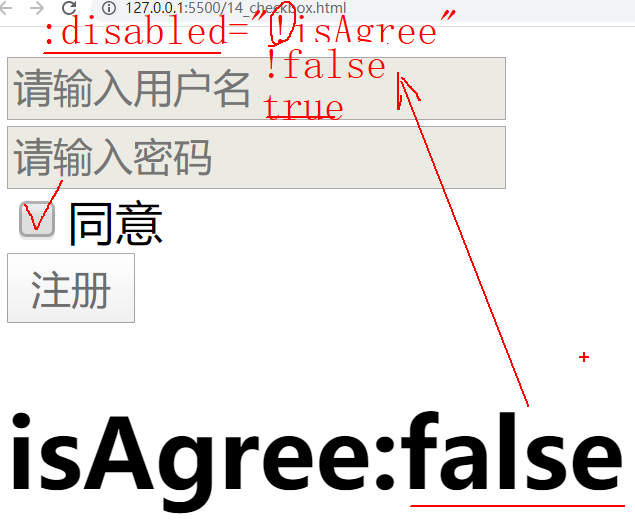 127.0.0.1:5500/14_checkbox.html
:disabled="!isAgree"
请输入用户名 !false
true
请输入密码
同意
注册
isAgree:false